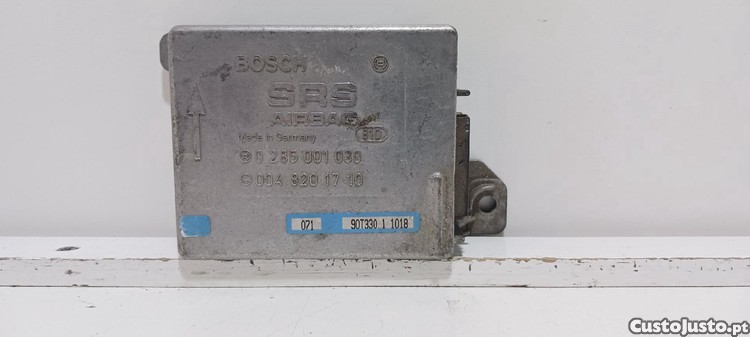 BOSCH
SRS
AIRBAG
Made in Germany
0 285 001 030
004 820 17 10
071 90T330 1 1018
CustoJusto.pt